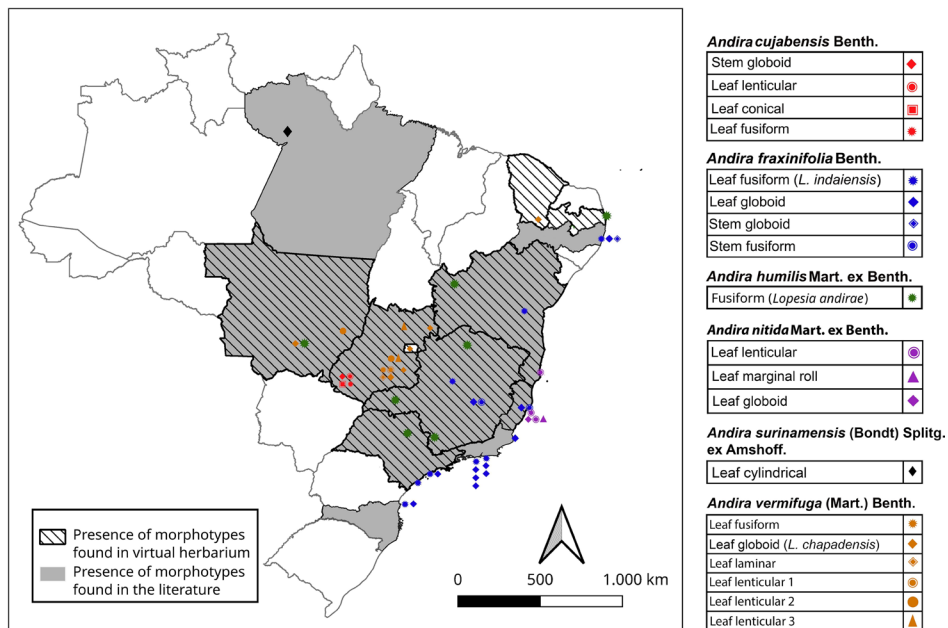 Andira cujabensis Benth.
Stem globoid
Leaf lenticular
Leaf conical
Leaf fusiform
Andira fraxinifolia Benth.
Leaf fusiform (L. indaiensis)
Leaf globoid
Stem globoid
Stem fusiform
Andira humilis Mart. ex Benth.
Fusiform (Lopesia andirae)
Andira nitida Mart. ex Benth.
Leaf lenticular
Leaf marginal roll
Leaf globoid
Andira surinamensis (Bondt) Splitg.
ex Amshoff.
Leaf cylindrical
Andira vermifuga (Mart.) Benth.
Leaf fusiform
Leaf globoid (L. chapadensis)
Leaf laminar
Leaf lenticular 1
Leaf lenticular 2
Leaf lenticular 3
Presence of morphotypes
found in virtual herbarium
Presence of morphotypes
found in the literature
0 500 1.000 km